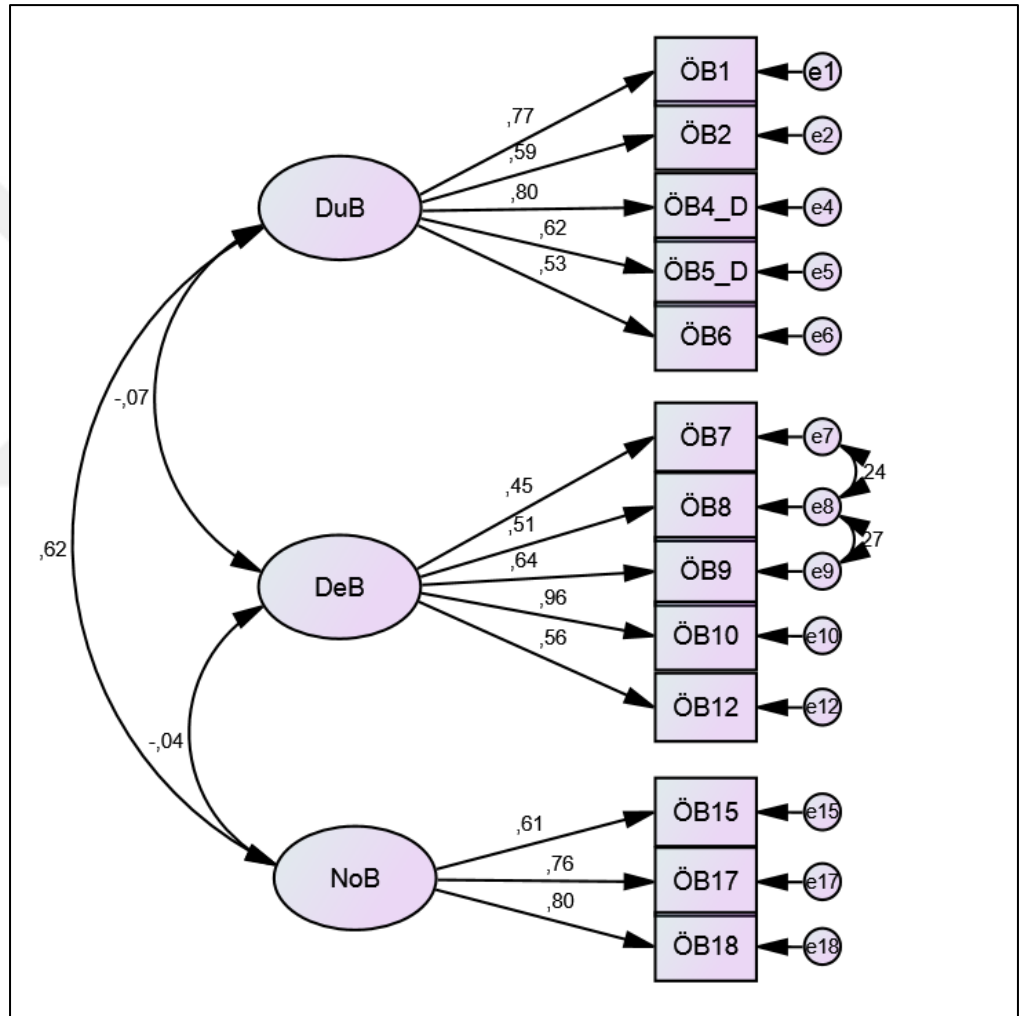 ÖB1
e1
,77
ÖB2
e2
,59
DuB
,80
ÖB4_D
e4
,62
ÖB5_D
e5
,53
ÖB6
e6
-,07
ÖB7
e7
,45
,24
ÖB8
e8
,51
,27
ÖB9
e9
,64
,62
DeB
,96
ÖB10
e10
,56
ÖB12
e12
-,04
ÖB15
e15
,61
NoB
,76
ÖB17
e17
,80
ÖB18
e18